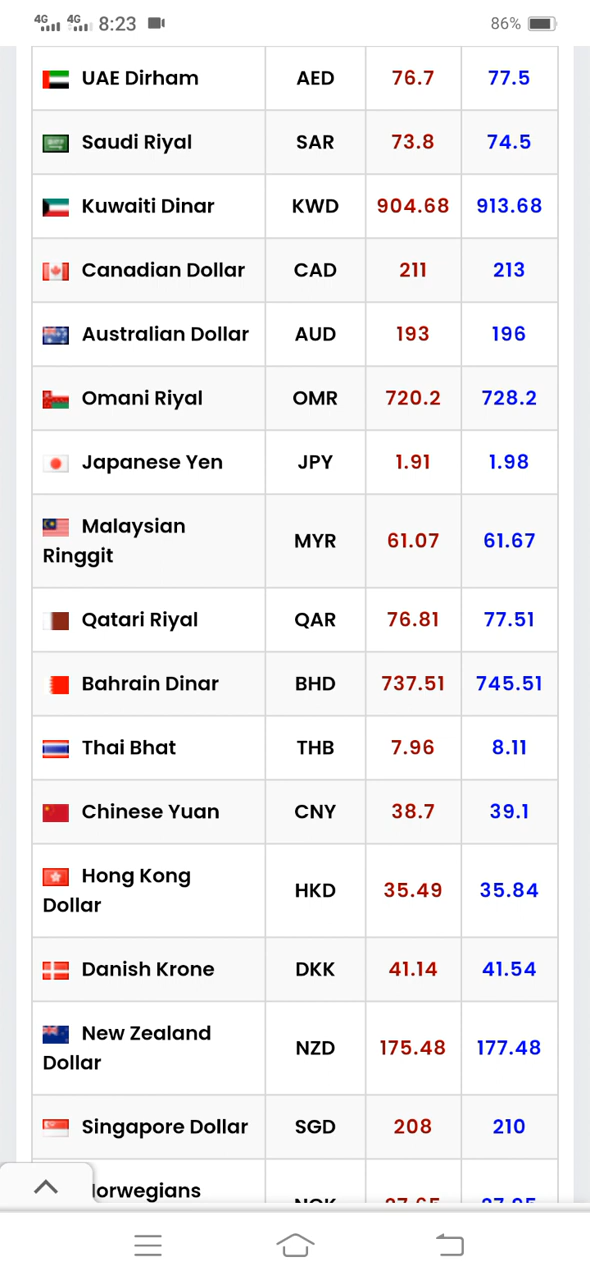 4G 4G 8:23 86%
UAE Dirham AED 76.7 77.5
Saudi Riyal SAR 73.8 74.5
Kuwaiti Dinar KWD 904.68 913.68
Canadian Dollar CAD 211 213
Australian Dollar AUD 193 196
Omani Riyal OMR 720.2 728.2
Japanese Yen JPY 1.91 1.98
Malaysian
Ringgit MYR 61.07 61.67
Qatari Riyal QAR 76.81 77.51
Bahrain Dinar BHD 737.51 745.51
Thai Bhat THB 7.96 8.11
Chinese Yuan CNY 38.7 39.1
Hong Kong
Dollar HKD 35.49 35.84
Danish Krone DKK 41.14 41.54
New Zealand
Dollar NZD 175.48 177.48
Singapore Dollar SGD 208 210
orwegians